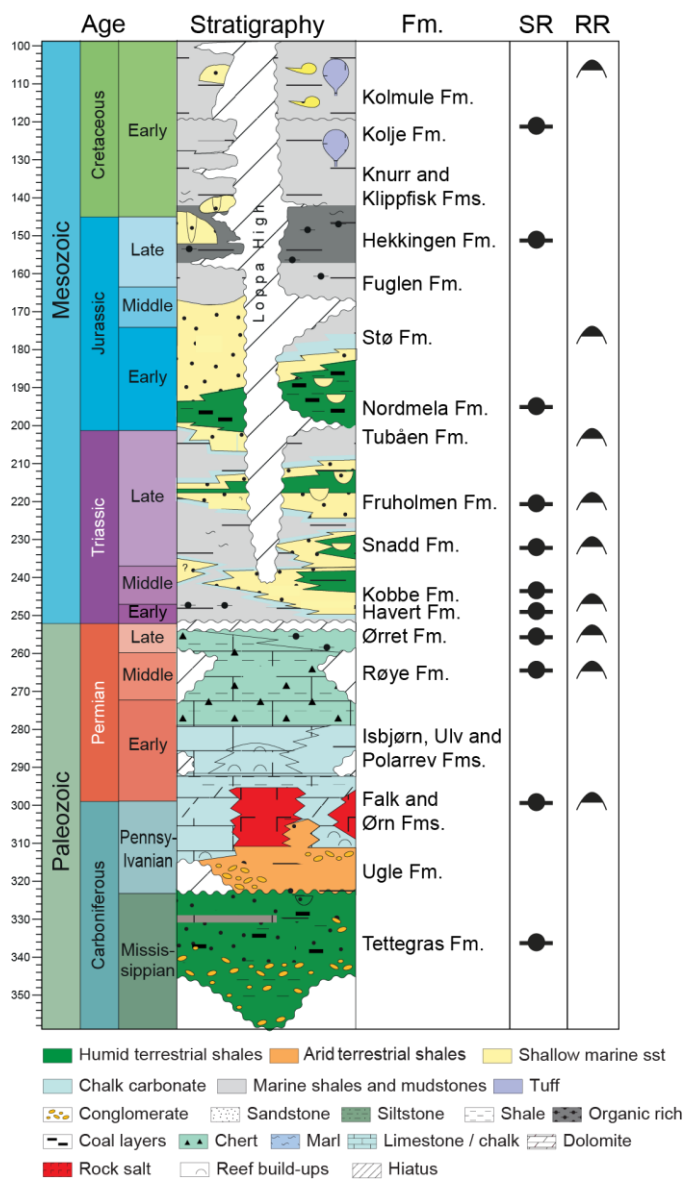 Age Stratigraphy Fm. SR RR
100
110
120
130
140
150
160
170
180
190
200
210
220
230
240
250
260
270
280
290
300
310
320
330
340
350
Mesozoic
Paleozoic
Cretaceous
Jurassic
Triassic
Permian
Carboniferous
Early
Late
Middle
Early
Late
Middle
Early
Late
Middle
Early
Pennsy-
lvanian
Missis-
sippian
Loppa High
?
Kolmule Fm.
Kolje Fm.
Knurr and
Klippfisk Fms.
Hekkingen Fm.
Fuglen Fm.
Stø Fm.
Nordmela Fm.
Tubåen Fm.
Fruholmen Fm.
Snadd Fm.
Kobbe Fm.
Havert Fm.
Ørret Fm.
Røye Fm.
Isbjørn, Ulv and
Polarrev Fms.
Falk and
Ørn Fms.
Ugle Fm.
Tettegras Fm.
Humid terrestrial shales Arid terrestrial shales Shallow marine sst
Chalk carbonate Marine shales and mudstones Tuff
Conglomerate Sandstone Siltstone Shale Organic rich
Coal layers Chert Marl Limestone / chalk Dolomite
Rock salt Reef build-ups Hiatus